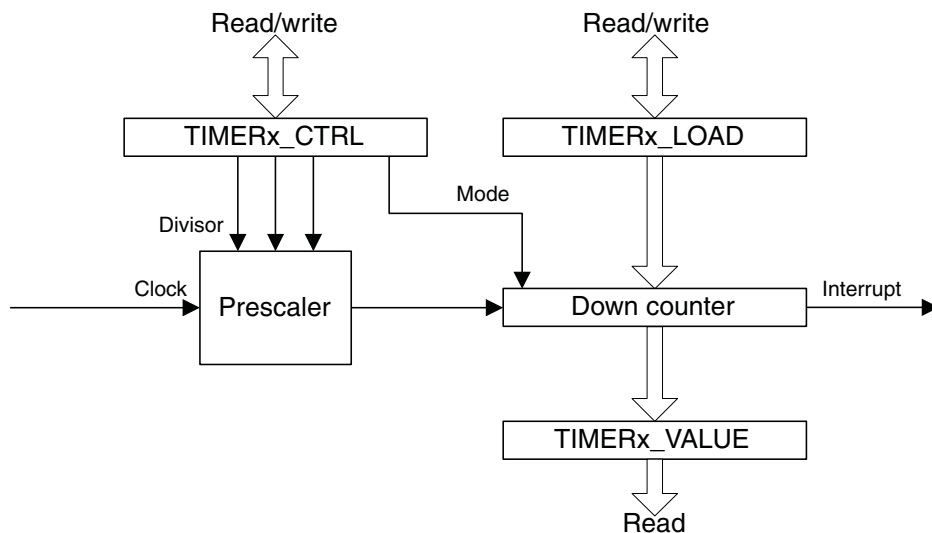 Read/write
Read/write
TIMERx_CTRL
TIMERx_LOAD
Mode
Divisor
Clock
Prescaler
Down counter
Interrupt
TIMERx_VALUE
Read